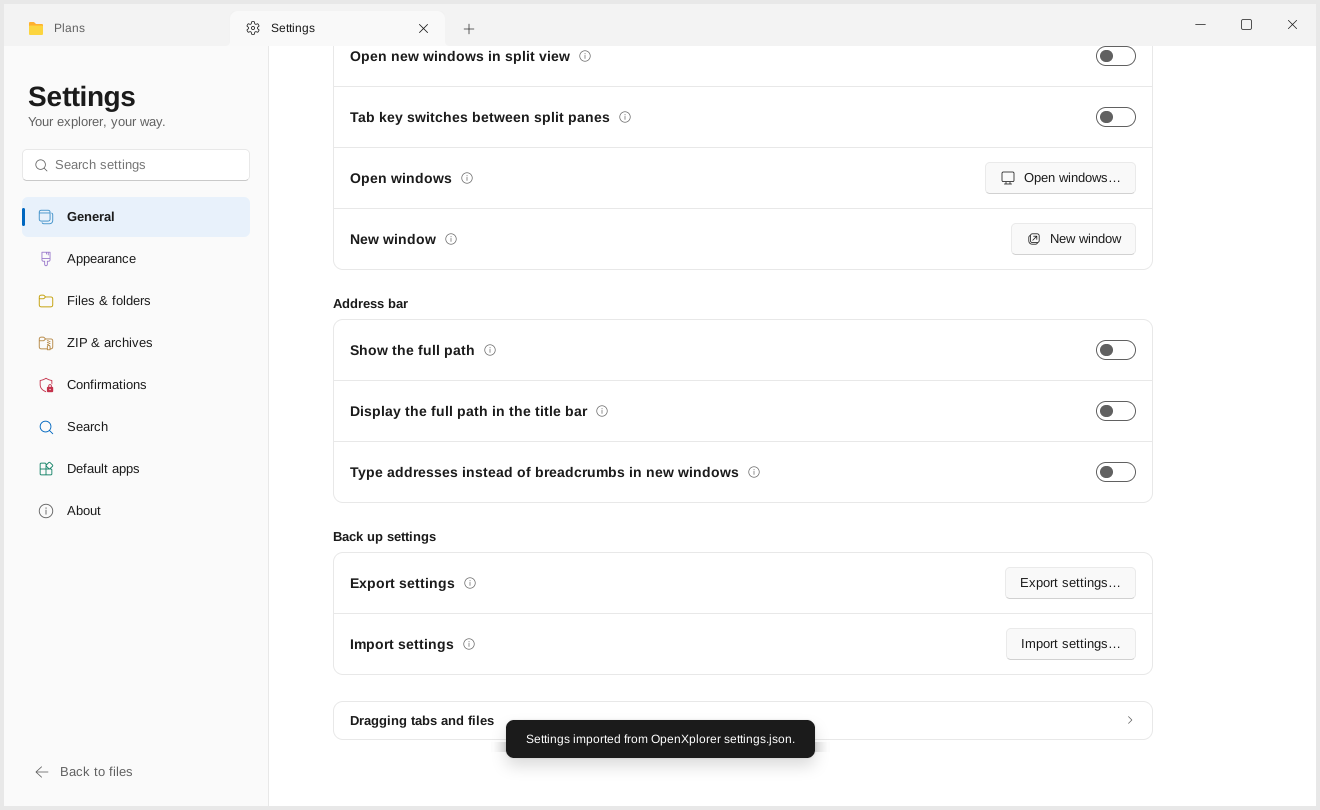 Plans
Settings
Settings
Your explorer, your way.
Search settings
General
Appearance
Files & folders
ZIP & archives
Confirmations
Search
Default apps
About
Back to files
Open new windows in split view
Tab key switches between split panes
Open windows
Open windows…
New window
New window
Address bar
Show the full path
Display the full path in the title bar
Type addresses instead of breadcrumbs in new windows
Back up settings
Export settings
Export settings…
Import settings
Import settings…
Dragging tabs and files
Settings imported from OpenXplorer settings.json.